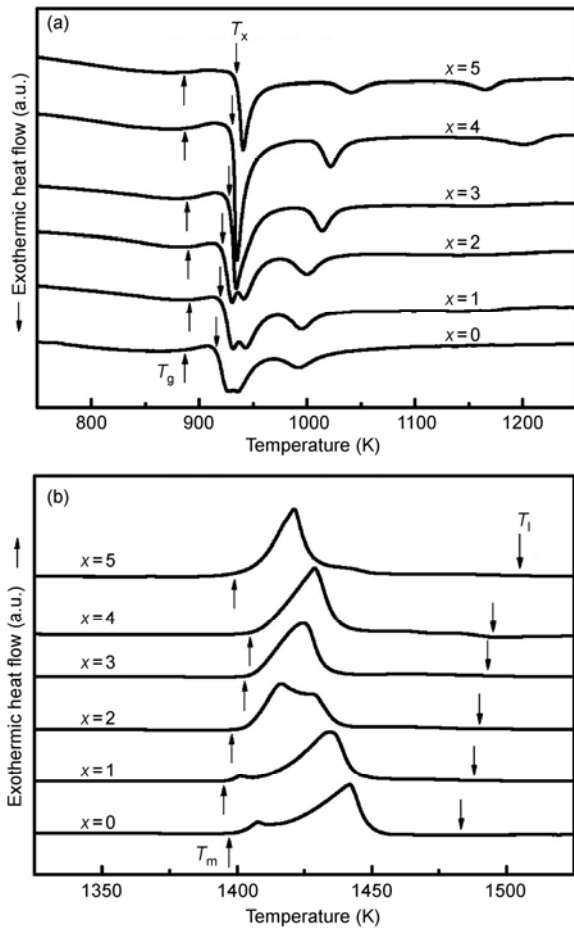 (a)
Tx
x = 5
x = 4
x = 3
x = 2
x = 1
x = 0
Tg
← Exothermic heat flow (a.u.)
800 900 1000 1100 1200
Temperature (K)
(b)
Tl
x = 5
x = 4
x = 3
x = 2
x = 1
x = 0
Tm
Exothermic heat flow (a.u.) →
1350 1400 1450 1500
Temperature (K)